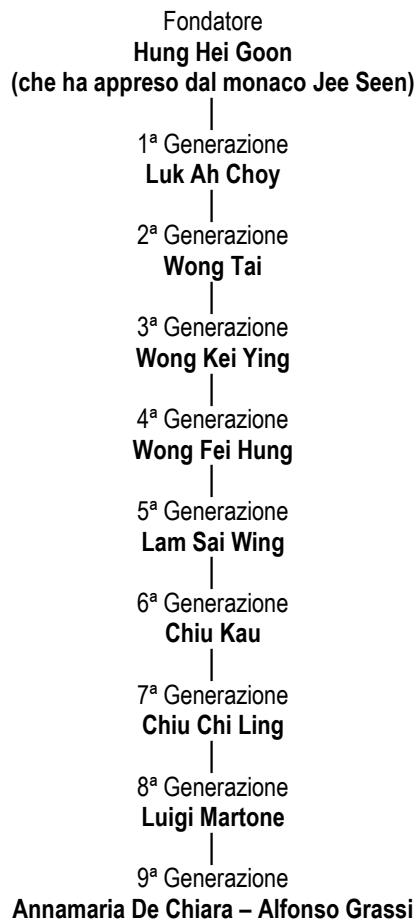 Fondatore
Hung Hei Goon
(che ha appreso dal monaco Jee Seen)
1ª Generazione
Luk Ah Choy
2ª Generazione
Wong Tai
3ª Generazione
Wong Kei Ying
4ª Generazione
Wong Fei Hung
5ª Generazione
Lam Sai Wing
6ª Generazione
Chiu Kau
7ª Generazione
Chiu Chi Ling
8ª Generazione
Luigi Martone
9ª Generazione
Annamaria De Chiara – Alfonso Grassi